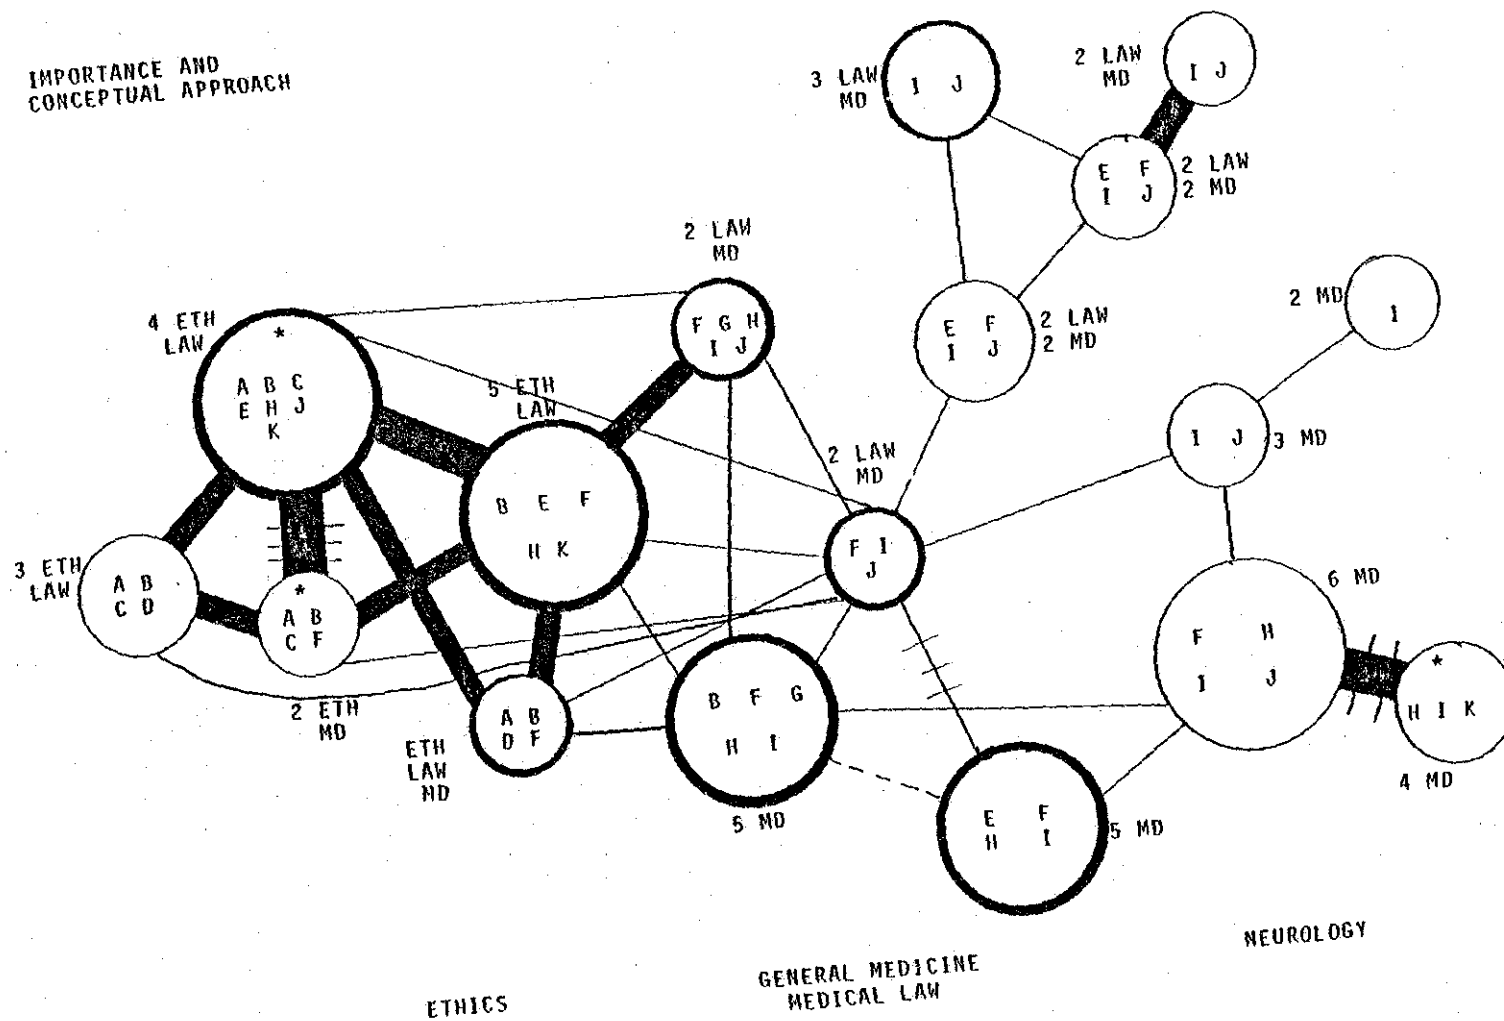 IMPORTANCE AND
CONCEPTUAL APPROACH
3 LAW
MD
I J
2 LAW
MD
I J
E F
I J
2 LAW
2 MD
2 LAW
MD
F G H
I J
E F
I J
2 LAW
2 MD
2 MD
I
4 ETH
LAW
*
A B C
E H J
K
5 ETH
LAW
B E F
H K
2 LAW
MD
F I
J
I J
3 MD
3 ETH
LAW
A B
C D
*
A B
C F
2 ETH
MD
A B
D F
ETH
LAW
MD
B F G
H I
5 MD
E F
H I
5 MD
6 MD
F H
I J
*
H I K
4 MD
ETHICS
GENERAL MEDICINE
MEDICAL LAW
NEUROLOGY